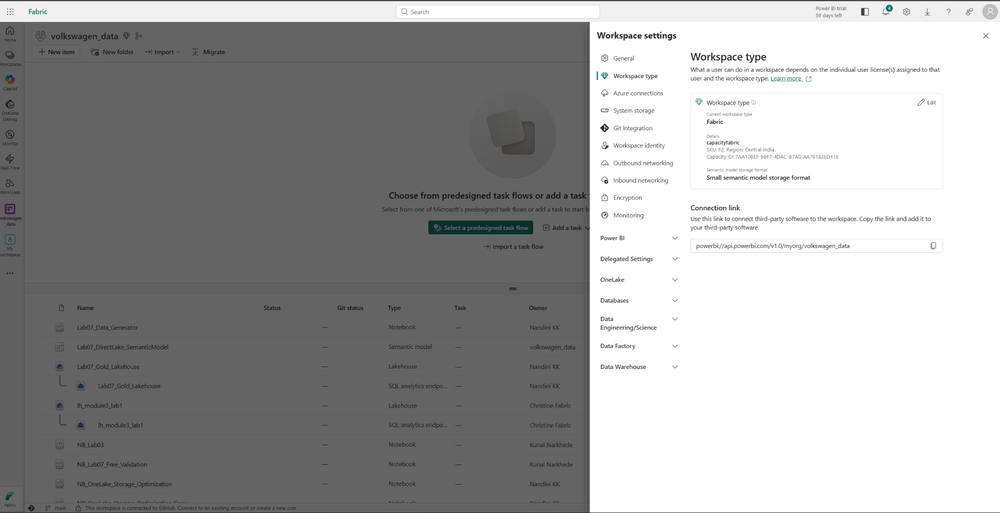 Fabric
Search
Power BI trial:
59 days left
4
Home
Workspaces
Copilot
OneLake
catalog
Monitor
Real-Time
Workloads
volkswagen
_data
My
workspace
Fabric
volkswagen_data
New item
New folder
Import
Migrate
Choose from predesigned task flows or add a task
Select from one of Microsoft's predesigned task flows or add a task to start b
Select a predesigned task flow
Add a task
Import a task flow
Name Status Git status Type Task Owner
Lab07_Data_Generator — Notebook — Nandini KK
Lab07_DirectLake_SemanticModel — Semantic model — volkswagen_data
Lab07_Gold_Lakehouse — Lakehouse — Nandini KK
Lab07_Gold_Lakehouse — SQL analytics endpo... — Nandini KK
lh_module3_lab1 — Lakehouse — Christine Fabric
lh_module3_lab1 — SQL analytics endpo... — Christine Fabric
NB_Lab03 — Notebook — Kunal Narkhede
NB_Lab07_Free_Validation — Notebook — Kunal Narkhede
NB_OneLake_Storage_Optimization — Notebook — Nandini KK
NB_OneLake_Storage_Optimization_Copy Notebook Nandini KK
main
This workspace is connected to GitHub. Connect to an existing account or create a new one
Workspace settings
General
Workspace type
Azure connections
System storage
Git integration
Workspace identity
Outbound networking
Inbound networking
Encryption
Monitoring
Power BI
Delegated Settings
OneLake
Databases
Data
Engineering/Science
Data Factory
Data Warehouse
Workspace type
What a user can do in a workspace depends on the individual user license(s) assigned to that
user and the workspace type. Learn more
Workspace type
Edit
Current workspace type
Fabric
Details
capacityfabric
SKU: F2, Region: Central India
Capacity ID: 7AA10BEF-9BF7-4DAC-B7A0-AA78183ED11E
Semantic model storage format
Small semantic model storage format
Connection link
Use this link to connect third-party software to the workspace. Copy the link and add it to
your third-party software.
powerbi://api.powerbi.com/v1.0/myorg/volkswagen_data